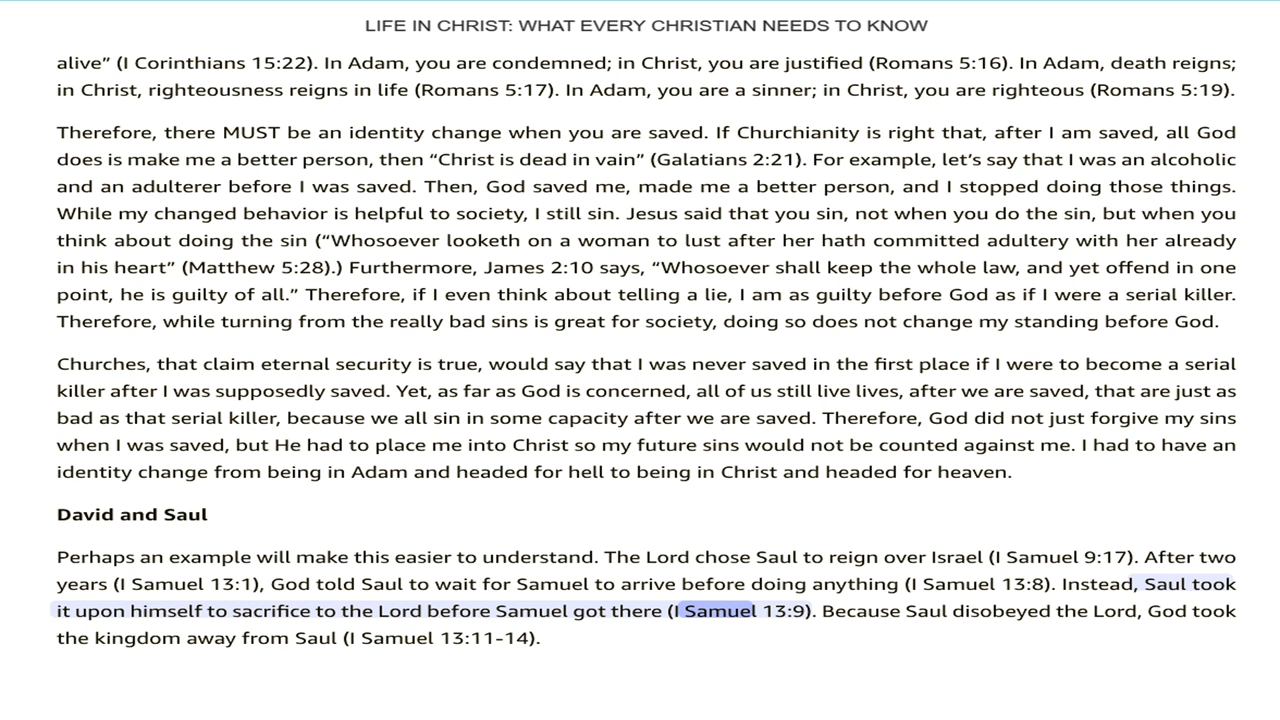 LIFE IN CHRIST: WHAT EVERY CHRISTIAN NEEDS TO KNOW
alive” (I Corinthians 15:22). In Adam, you are condemned; in Christ, you are justified (Romans 5:16). In Adam, death reigns;
in Christ, righteousness reigns in life (Romans 5:17). In Adam, you are a sinner; in Christ, you are righteous (Romans 5:19).
Therefore, there MUST be an identity change when you are saved. If Churchianity is right that, after I am saved, all God
does is make me a better person, then “Christ is dead in vain” (Galatians 2:21). For example, let’s say that I was an alcoholic
and an adulterer before I was saved. Then, God saved me, made me a better person, and I stopped doing those things.
While my changed behavior is helpful to society, I still sin. Jesus said that you sin, not when you do the sin, but when you
think about doing the sin (“Whosoever looketh on a woman to lust after her hath committed adultery with her already
in his heart” (Matthew 5:28).) Furthermore, James 2:10 says, “Whosoever shall keep the whole law, and yet offend in one
point, he is guilty of all.” Therefore, if I even think about telling a lie, I am as guilty before God as if I were a serial killer.
Therefore, while turning from the really bad sins is great for society, doing so does not change my standing before God.
Churches, that claim eternal security is true, would say that I was never saved in the first place if I were to become a serial
killer after I was supposedly saved. Yet, as far as God is concerned, all of us still live lives, after we are saved, that are just as
bad as that serial killer, because we all sin in some capacity after we are saved. Therefore, God did not just forgive my sins
when I was saved, but He had to place me into Christ so my future sins would not be counted against me. I had to have an
identity change from being in Adam and headed for hell to being in Christ and headed for heaven.
David and Saul
Perhaps an example will make this easier to understand. The Lord chose Saul to reign over Israel (I Samuel 9:17). After two
years (I Samuel 13:1), God told Saul to wait for Samuel to arrive before doing anything (I Samuel 13:8). Instead, Saul took
it upon himself to sacrifice to the Lord before Samuel got there (I Samuel 13:9). Because Saul disobeyed the Lord, God took
the kingdom away from Saul (I Samuel 13:11-14).